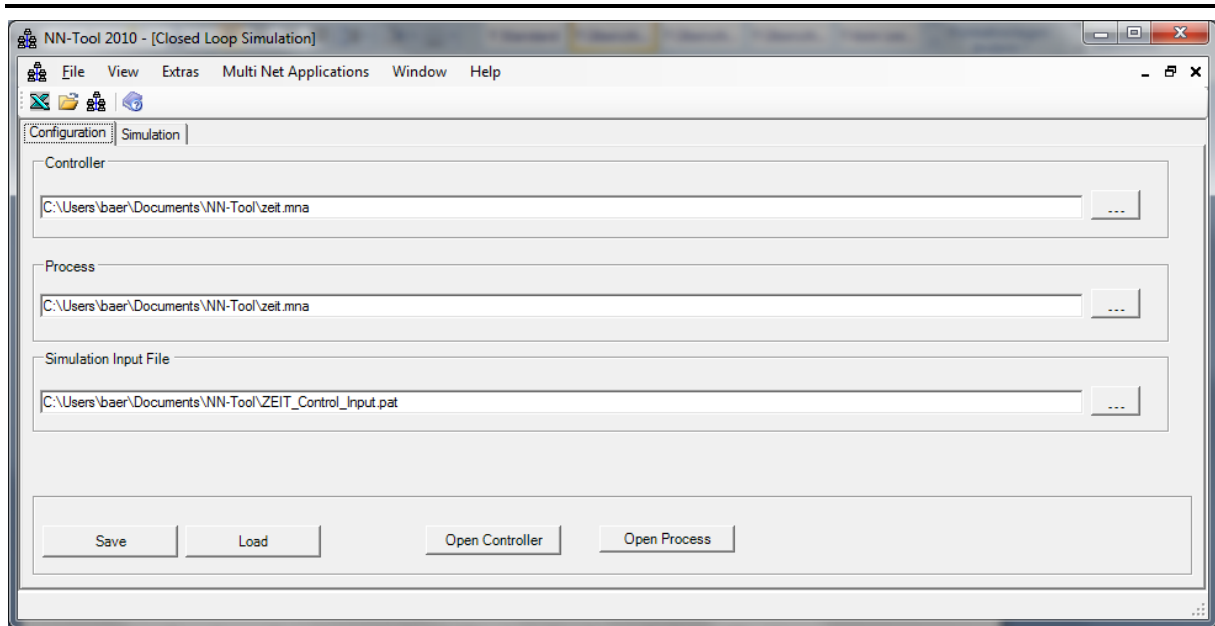 NN-Tool 2010 - [Closed Loop Simulation]
File View Extras Multi Net Applications Window Help
Configuration Simulation
Controller
C:\Users\baer\Documents\NN-Tool\zeit.mna
...
Process
C:\Users\baer\Documents\NN-Tool\zeit.mna
...
Simulation Input File
C:\Users\baer\Documents\NN-Tool\ZEIT_Control_Input.pat
...
Save Load Open Controller Open Process